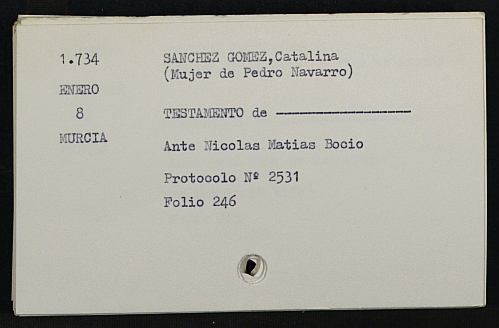 1.734
ENERO
8
MURCIA
SANCHEZ GOMEZ,Catalina
(Mujer de Pedro Navarro)
TESTAMENTO de --------------------
Ante Nicolas Matias Bocio
Protocolo Nº 2531
Folio 246